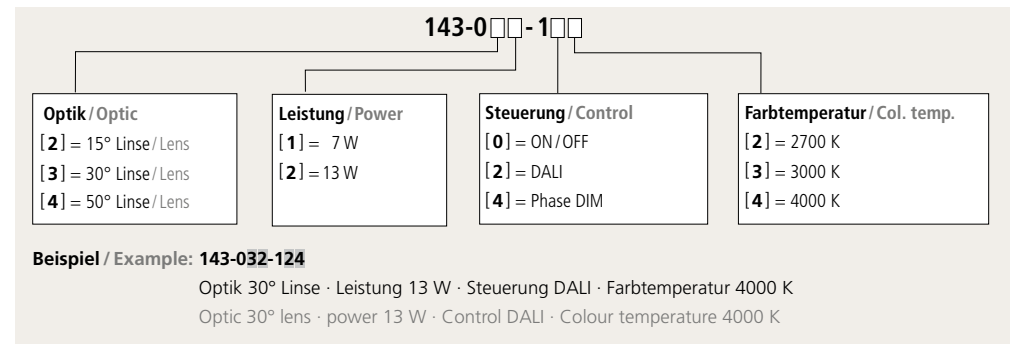 143-0□□-1□□
Optik/Optic
[2] = 15° Linse/Lens
[3] = 30° Linse/Lens
[4] = 50° Linse/Lens
Leistung/Power
[1] = 7 W
[2] = 13 W
Steuerung/Control
[0] = ON/OFF
[2] = DALI
[4] = Phase DIM
Farbtemperatur/Col. temp.
[2] = 2700 K
[3] = 3000 K
[4] = 4000 K
Beispiel/Example: 143-032-124
Optik 30° Linse · Leistung 13 W · Steuerung DALI · Farbtemperatur 4000 K
Optic 30° lens · power 13 W · Control DALI · Colour temperature 4000 K